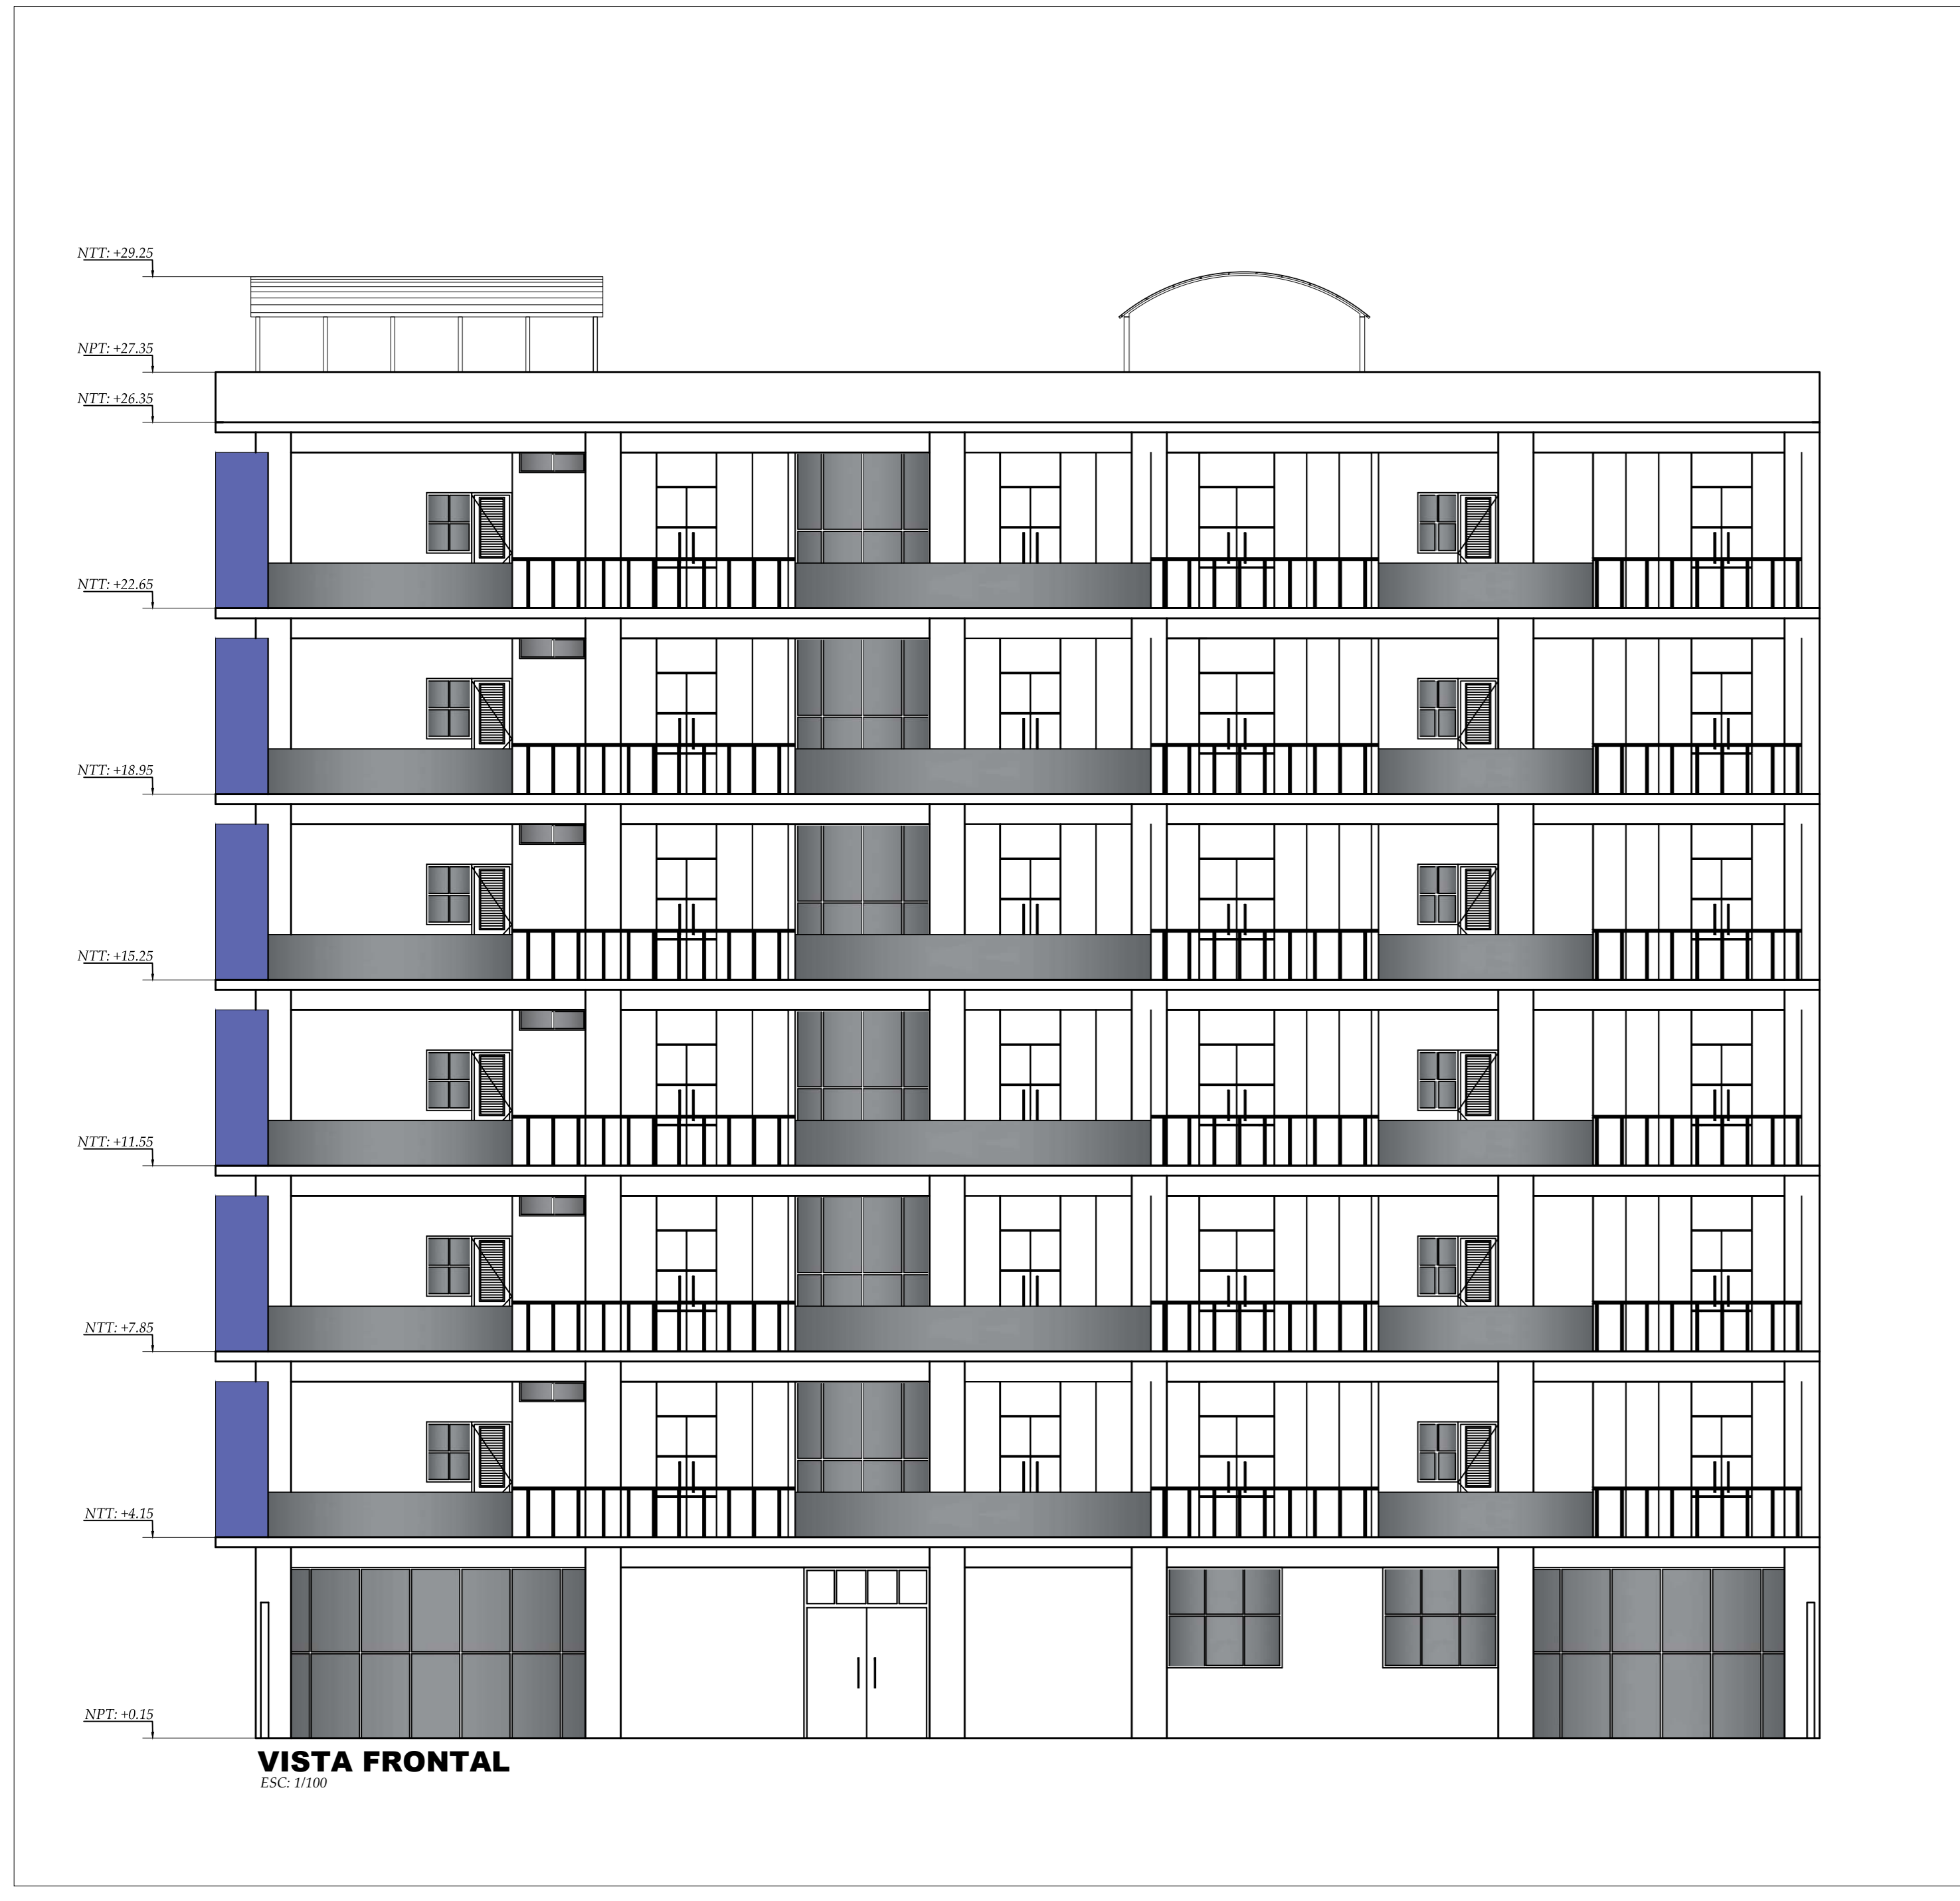 NTT: +29.25
NPT: +27.35
NTT: +26.35
NTT: +22.65
NTT: +18.95
NTT: +15.25
NTT: +11.55
NTT: +7.85
NTT: +4.15
NPT: +0.15
VISTA FRONTAL
ESC: 1/100